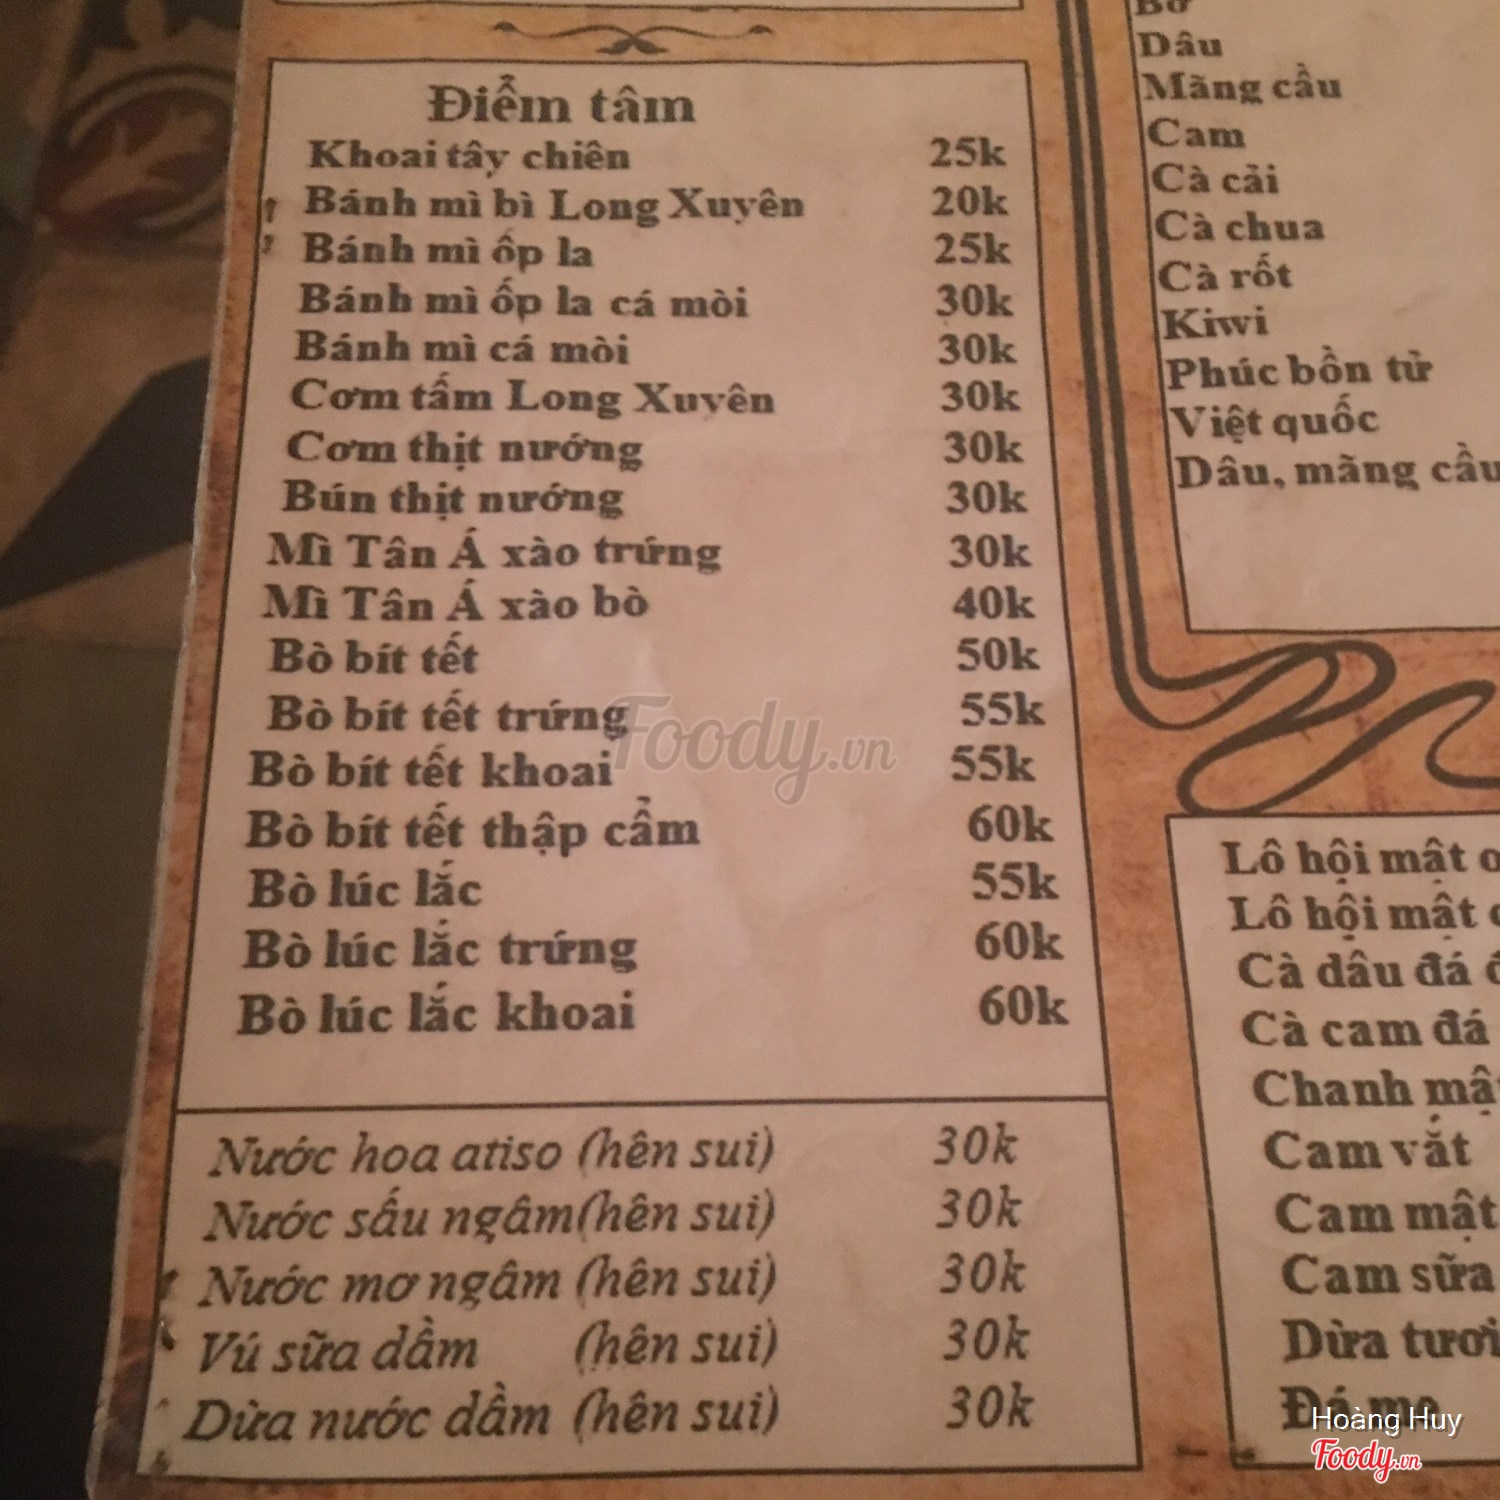 Điểm tâm
Khoai tây chiên 25k
Bánh mì bì Long Xuyên 20k
Bánh mì ốp la 25k
Bánh mì ốp la cá mòi 30k
Bánh mì cá mòi 30k
Cơm tấm Long Xuyên 30k
Cơm thịt nướng 30k
Bún thịt nướng 30k
Mì Tân Á xào trứng 30k
Mì Tân Á xào bò 40k
Bò bít tết 50k
Bò bít tết trứng 55k
Bò bít tết khoai 55k
Bò bít tết thập cẩm 60k
Bò lúc lắc 55k
Bò lúc lắc trứng 60k
Bò lúc lắc khoai 60k
Nước hoa atiso (hên sui) 30k
Nước sấu ngâm(hên sui) 30k
Nước mơ ngâm (hên sui) 30k
Vú sữa dầm (hên sui) 30k
Dừa nước dầm (hên sui) 30k
Bơ
Dâu
Mãng cầu
Cam
Cà cải
Cà chua
Cà rốt
Kiwi
Phúc bồn tử
Việt quốc
Dâu, mãng cầu
Lô hội mật
Lô hội mật
Cà dâu đá
Cà cam đá
Chanh mật
Cam vắt
Cam mật
Cam sữa
Dừa tươi
Foody.vn
Hoàng Huy
Foody.vn